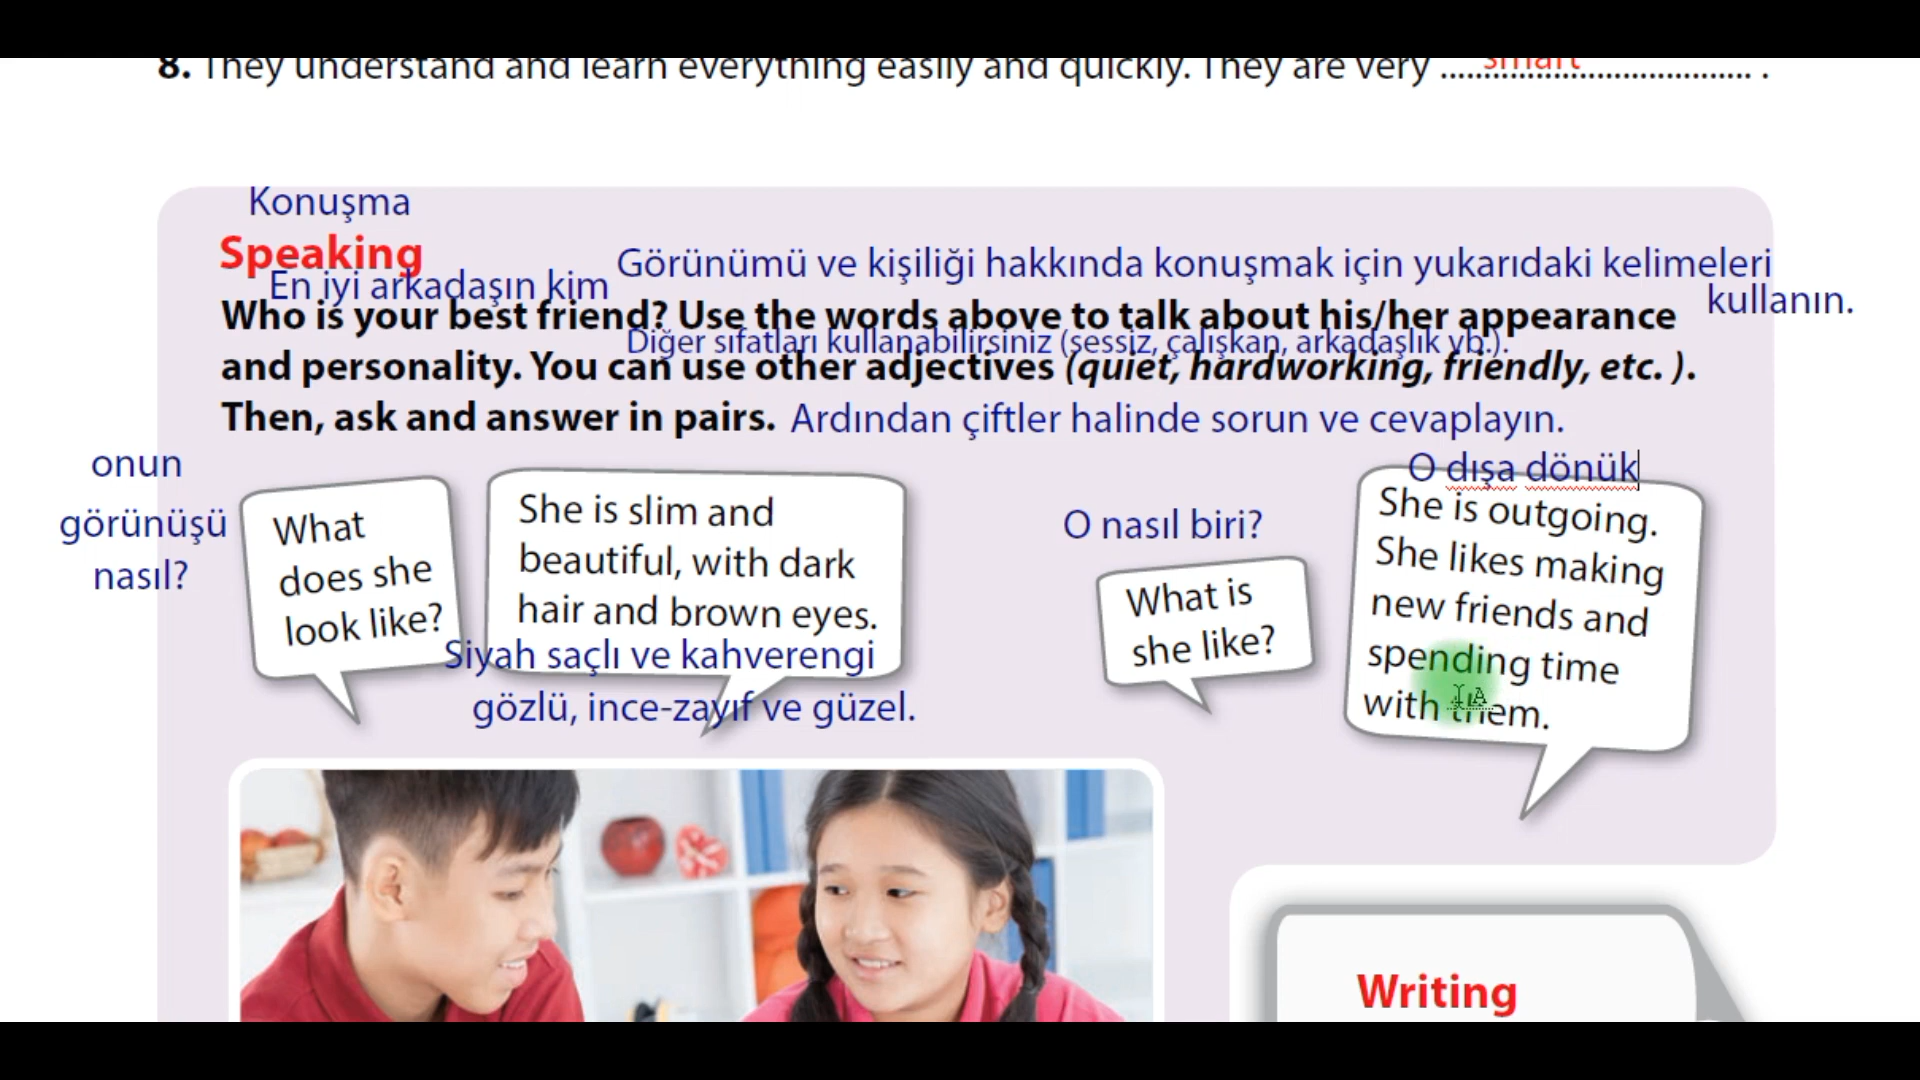 8. They understand and learn everything easily and quickly. They are very smart .
Konuşma
Speaking
En iyi arkadaşın kim
Görünümü ve kişiliği hakkında konuşmak için yukarıdaki kelimeleri
kullanın.
Who is your best friend? Use the words above to talk about his/her appearance
Diğer sıfatları kullanabilirsiniz (sessiz, çalışkan, arkadaşlık vb.).
and personality. You can use other adjectives (quiet, hardworking, friendly, etc. ).
Then, ask and answer in pairs. Ardından çiftler halinde sorun ve cevaplayın.
onun
görünüşü
nasıl?
What
does she
look like?
She is slim and
beautiful, with dark
hair and brown eyes.
Siyah saçlı ve kahverengi
gözlü, ince-zayıf ve güzel.
O nasıl biri?
What is
she like?
O dışa dönük
She is outgoing.
She likes making
new friends and
spending time
with them.
Writing